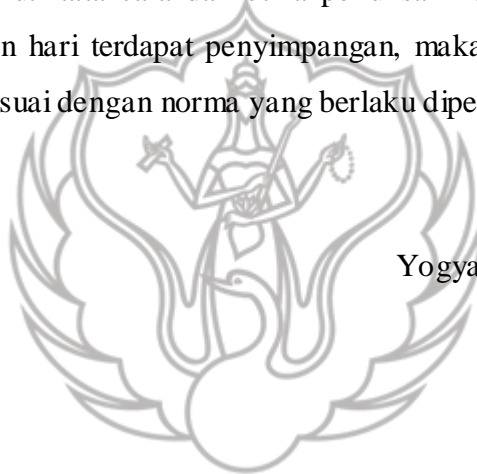 n hari terdapat penyimpangan, maka
suai dengan norma yang berlaku dipe
Yogya